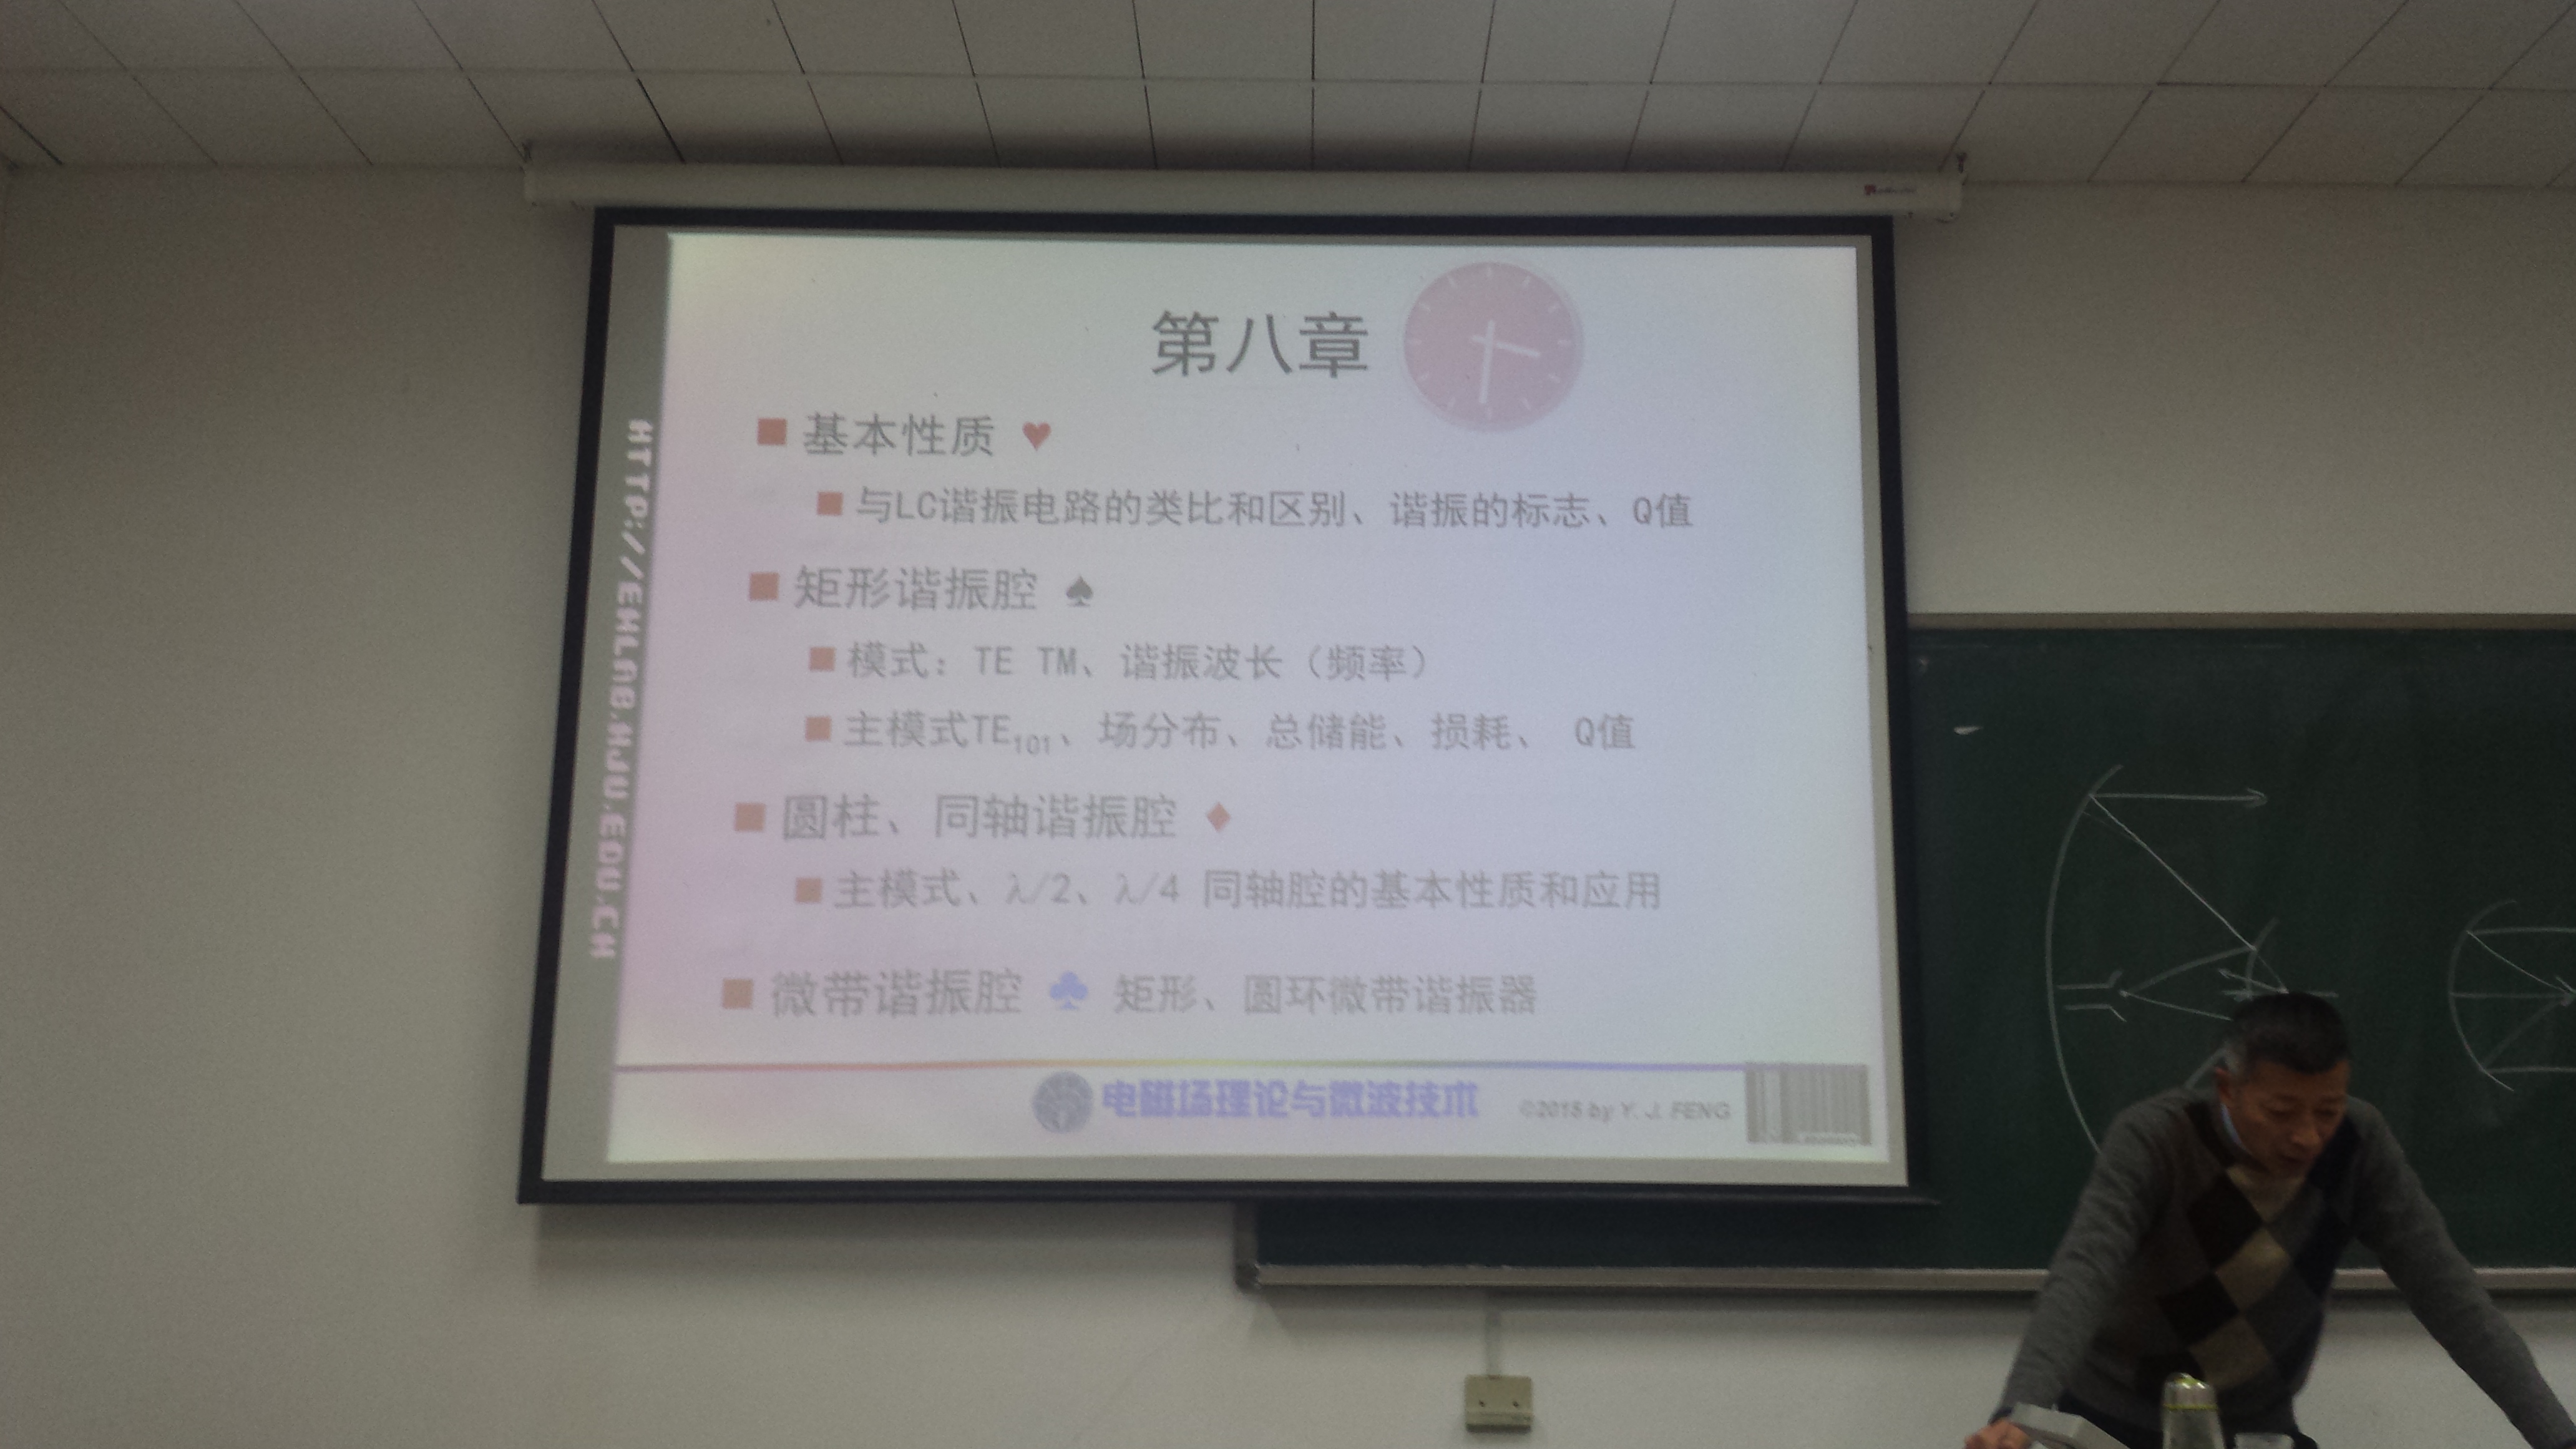 第八章
■ 基本性质 ♥
■ 与LC谐振电路的类比和区别、谐振的标志、Q值
■ 矩形谐振腔 ♠
■ 模式：TE TM、谐振波长（频率）
■ 主模式TE₁₀₁、场分布、总储能、损耗、 Q值
■ 圆柱、同轴谐振腔 ♦
■ 主模式、λ/2、λ/4 同轴腔的基本性质和应用
■ 微带谐振腔 ♣ 矩形、圆环微带谐振器
电磁场理论与微波技术 ©2015 by Y. J. FENG
HTTP://EMLAB.NJU.EDU.CN